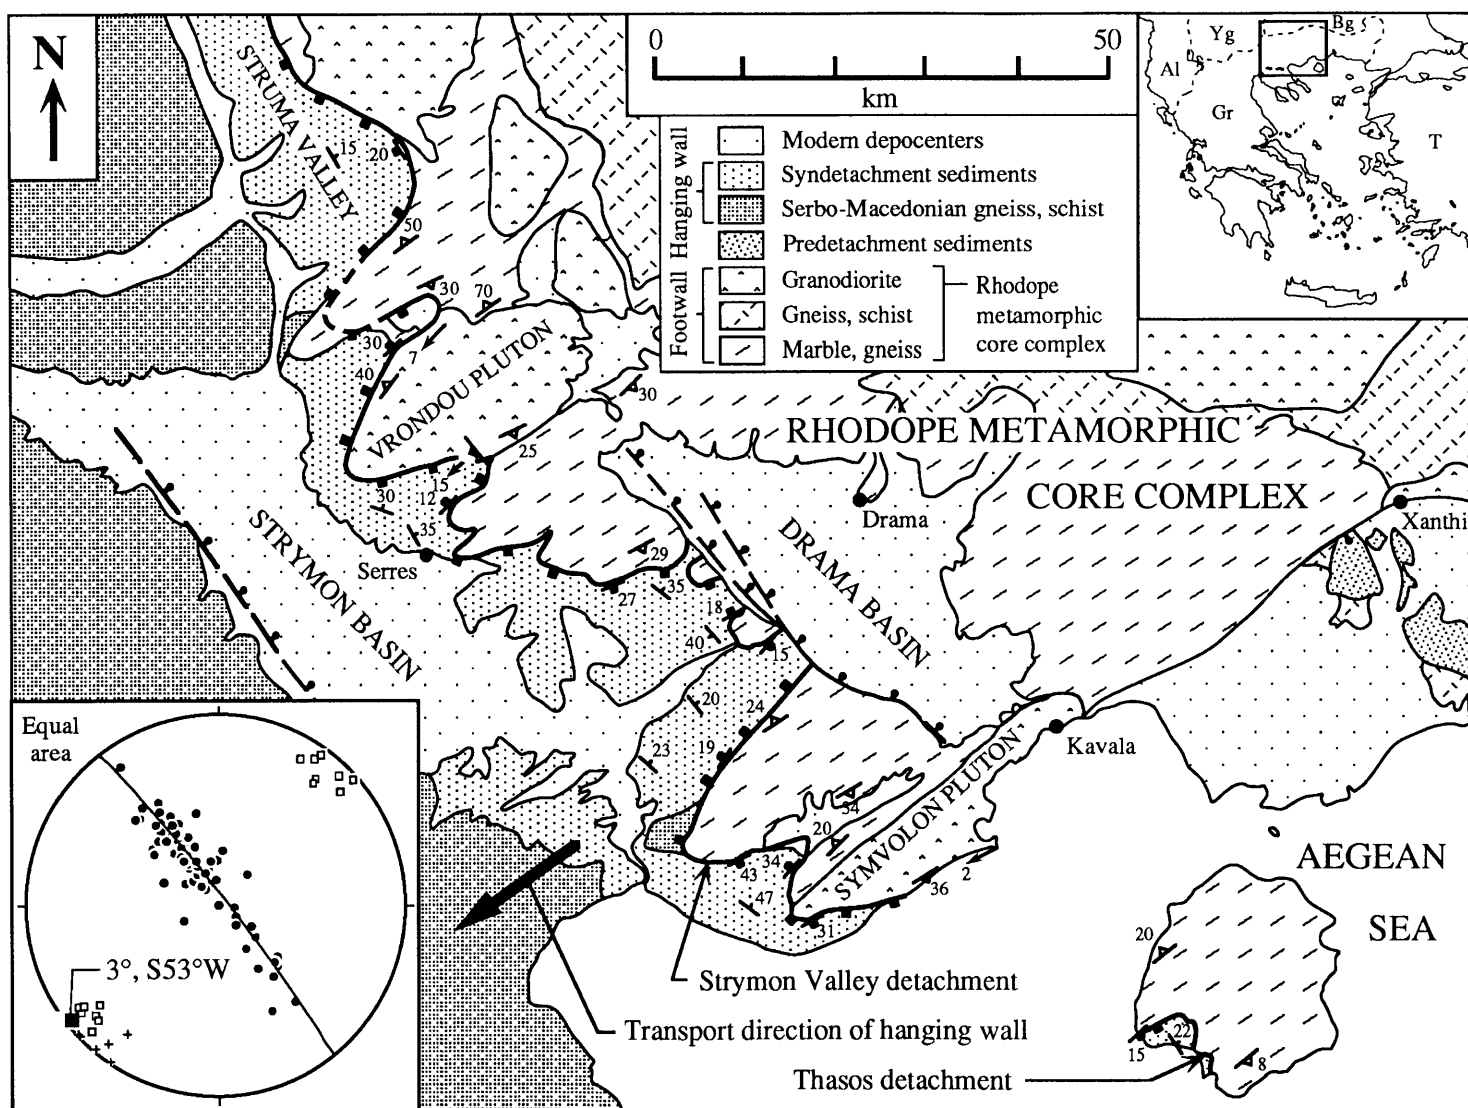 N
0 50
km
Hanging wall
Modern depocenters
Syndetachment sediments
Serbo-Macedonian gneiss, schist
Predetachment sediments
Footwall
Granodiorite
Gneiss, schist
Marble, gneiss
Rhodope
metamorphic
core complex
Yg
Bg
Al
Gr
T
STRUMA VALLEY
15
20
50
30
70
30
7
40
VRONDOU PLUTON
30
25
15
12
30
35
Serres
STRYMON BASIN
RHODOPE METAMORPHIC
CORE COMPLEX
Drama
Xanthi
DRAMA BASIN
29
35
27
18
40
15
20
24
19
23
Kavala
SYMVOLON PLUTON
34
20
34
43
47
2
36
31
AEGEAN
SEA
20
22
15
8
Strymon Valley detachment
Transport direction of hanging wall
Thasos detachment
Equal
area
3°, S53°W